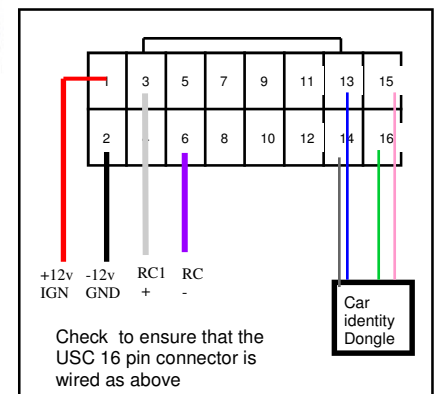 1 3 5 7 9 11 13 15
2 6 8 10 12 14 16
+12v -12v RC1 RC
IGN GND + -
Car
identity
Dongle
Check to ensure that the
USC 16 pin connector is
wired as above